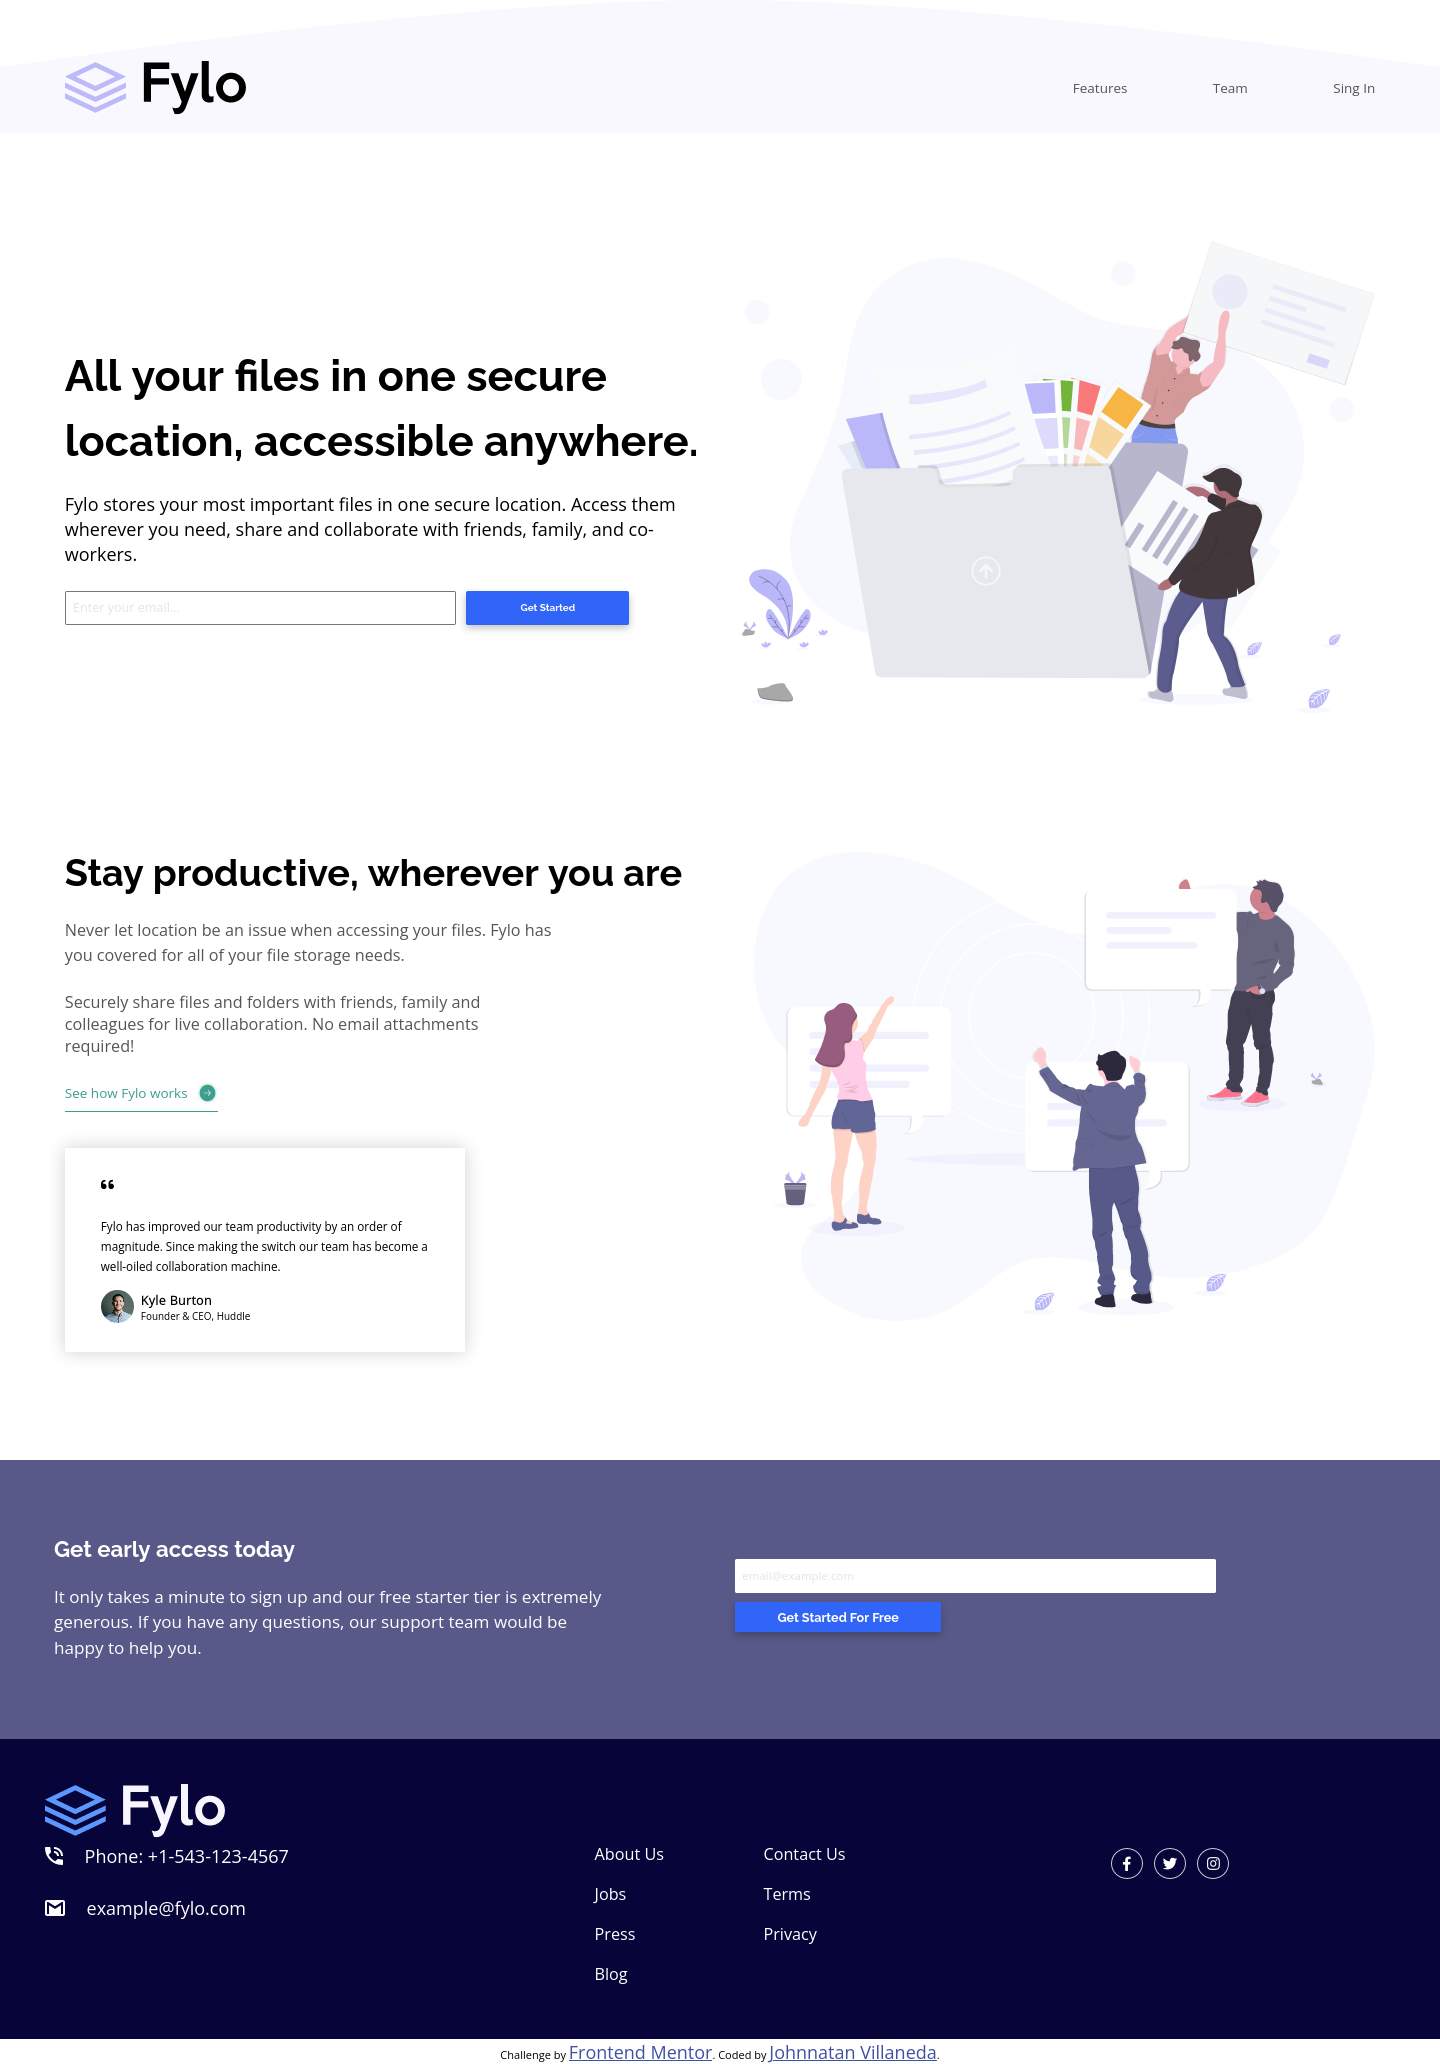 Fylo
Features
Team
Sing In
All your files in one secure
location, accessible anywhere.
Fylo stores your most important files in one secure location. Access them
wherever you need, share and collaborate with friends, family, and co-
workers.
Enter your email...
Get Started
Stay productive, wherever you are
Never let location be an issue when accessing your files. Fylo has
you covered for all of your file storage needs.
Securely share files and folders with friends, family and
colleagues for live collaboration. No email attachments
required!
See how Fylo works
“
Fylo has improved our team productivity by an order of
magnitude. Since making the switch our team has become a
well-oiled collaboration machine.
Kyle Burton
Founder & CEO, Huddle
Get early access today
It only takes a minute to sign up and our free starter tier is extremely
generous. If you have any questions, our support team would be
happy to help you.
email@example.com
Get Started For Free
Fylo
Phone: +1-543-123-4567
example@fylo.com
About Us
Jobs
Press
Blog
Contact Us
Terms
Privacy
Challenge by Frontend Mentor. Coded by Johnnatan Villaneda.